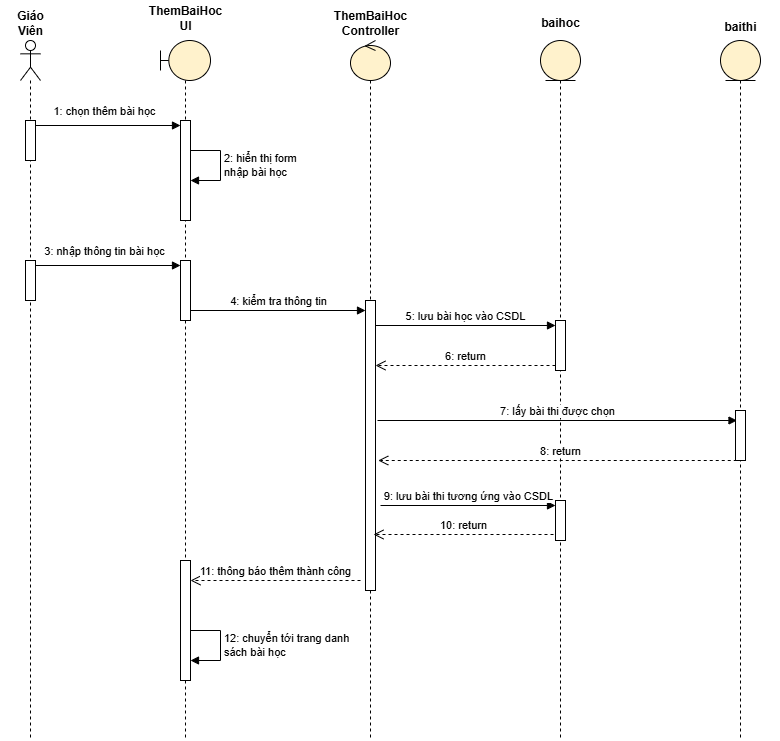 Giáo
Viên
ThemBaiHoc
UI
ThemBaiHoc
Controller
baihoc
baithi
1: chọn thêm bài học
2: hiển thị form
nhập bài học
3: nhập thông tin bài học
4: kiểm tra thông tin
5: lưu bài học vào CSDL
6: return
7: lấy bài thi được chọn
8: return
9: lưu bài thi tương ứng vào CSDL
10: return
11: thông báo thêm thành công
12: chuyển tới trang danh
sách bài học